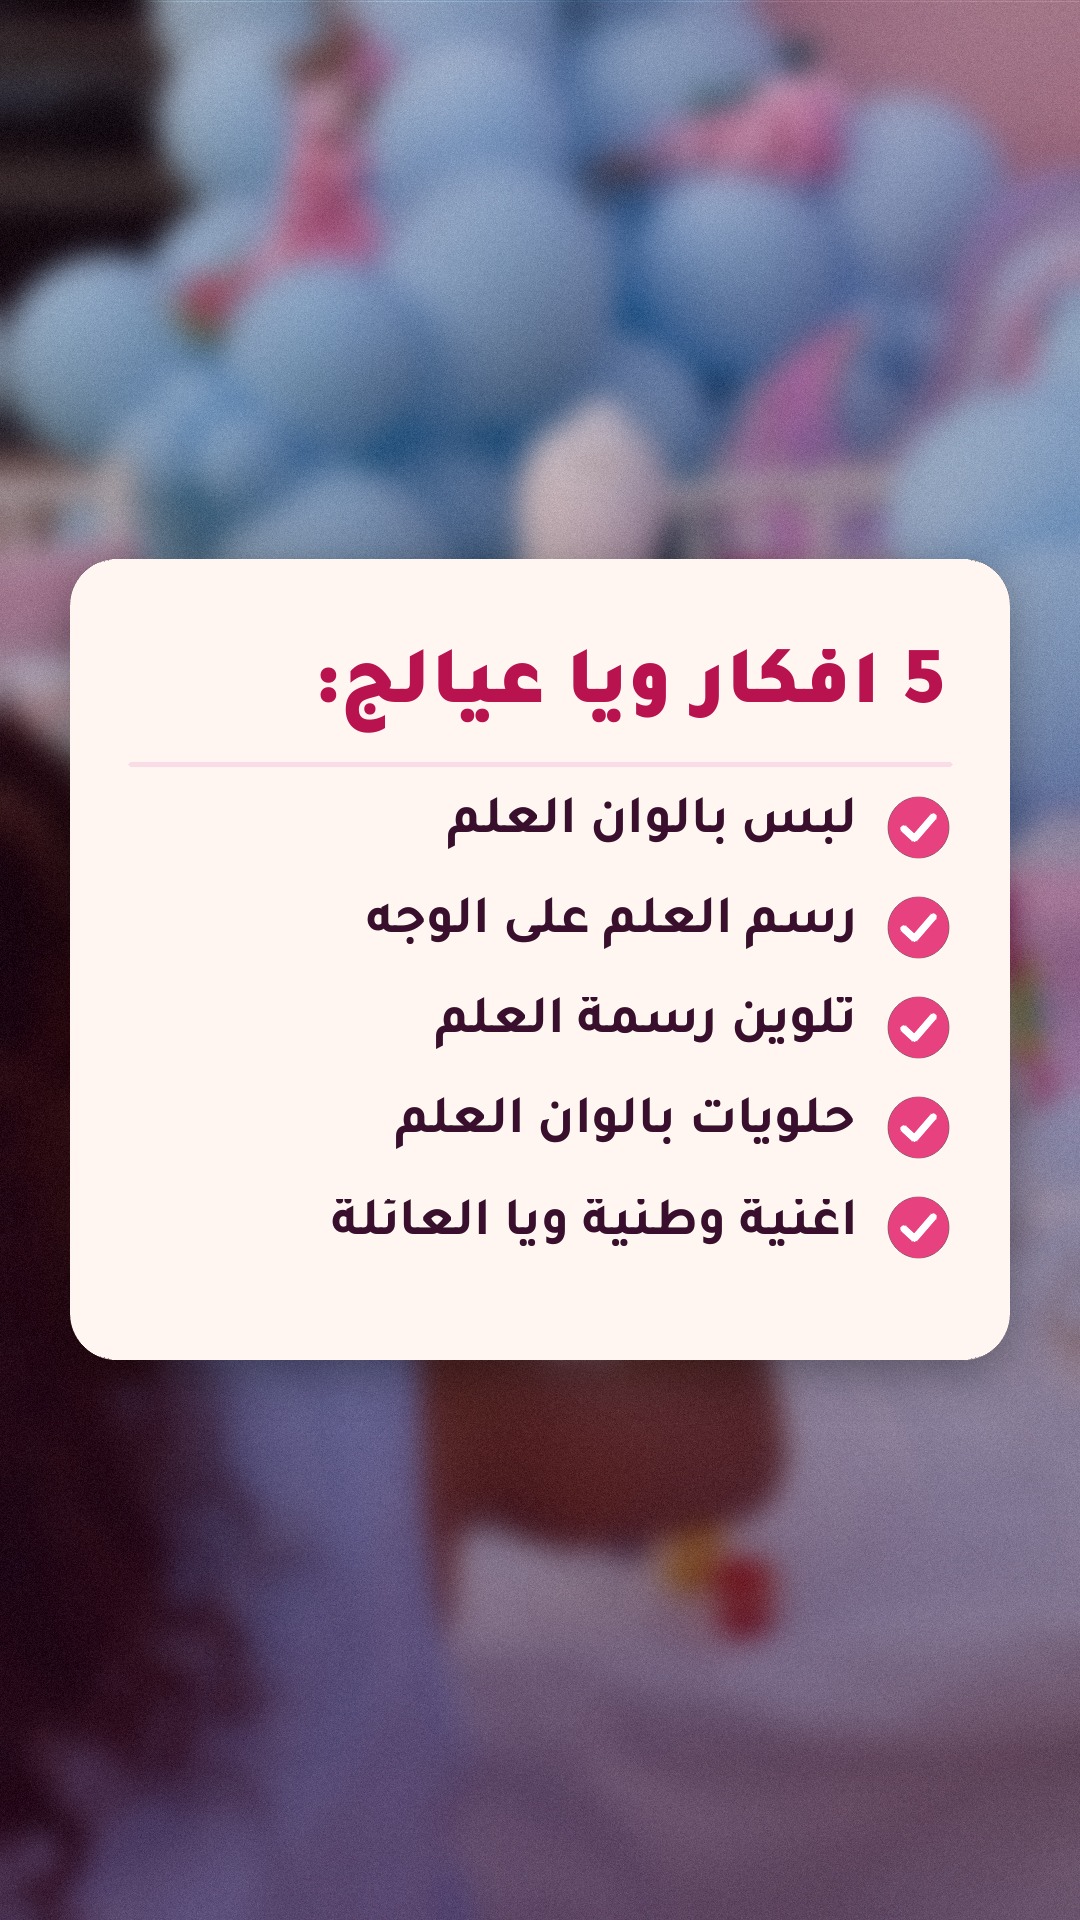 5 افكار ويا عيالج:
لبس بالوان العلم
رسم العلم على الوجه
تلوين رسمة العلم
حلويات بالوان العلم
اغنية وطنية ويا العائلة